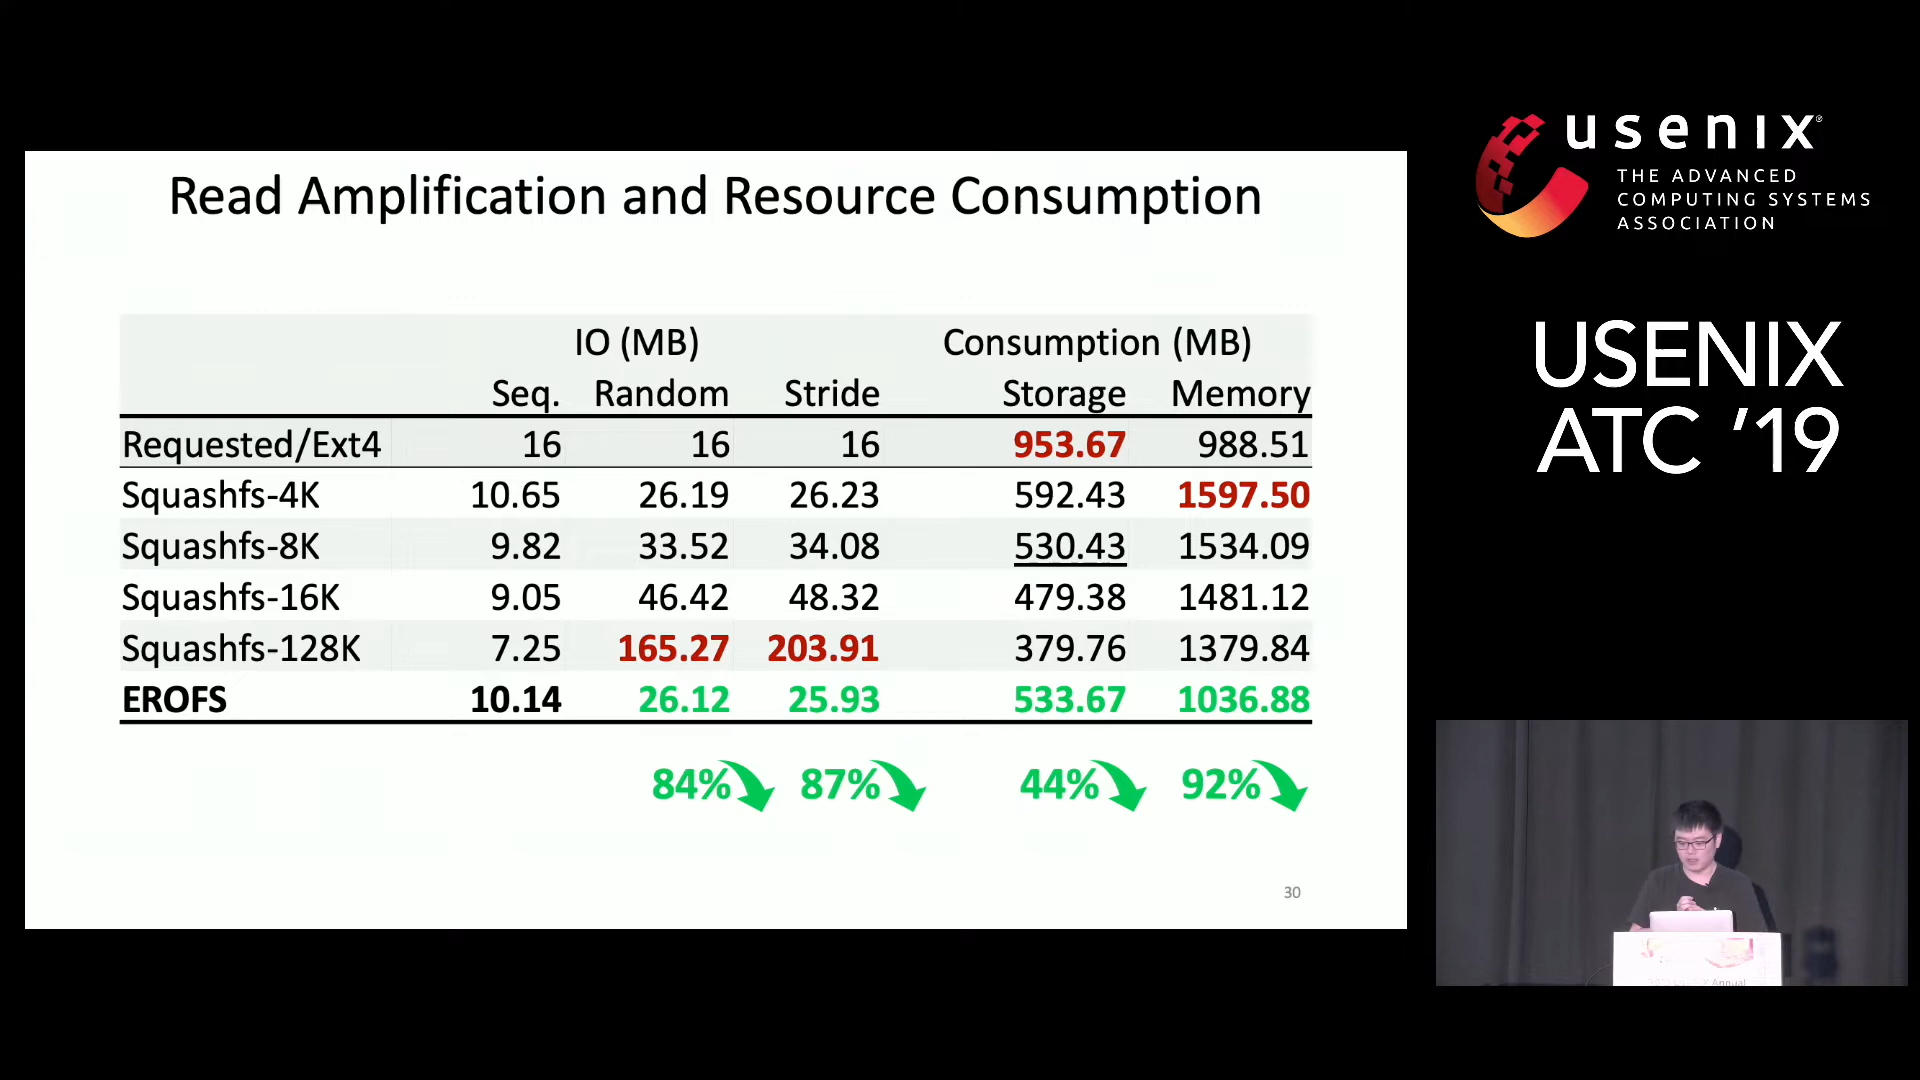 Read Amplification and Resource Consumption
IO (MB) Consumption (MB)
Seq. Random Stride Storage Memory
Requested/Ext4 16 16 16 953.67 988.51
Squashfs-4K 10.65 26.19 26.23 592.43 1597.50
Squashfs-8K 9.82 33.52 34.08 530.43 1534.09
Squashfs-16K 9.05 46.42 48.32 479.38 1481.12
Squashfs-128K 7.25 165.27 203.91 379.76 1379.84
EROFS 10.14 26.12 25.93 533.67 1036.88
84% 87% 44% 92%
30
usenix®
THE ADVANCED
COMPUTING SYSTEMS
ASSOCIATION
USENIX
ATC '19
Annual